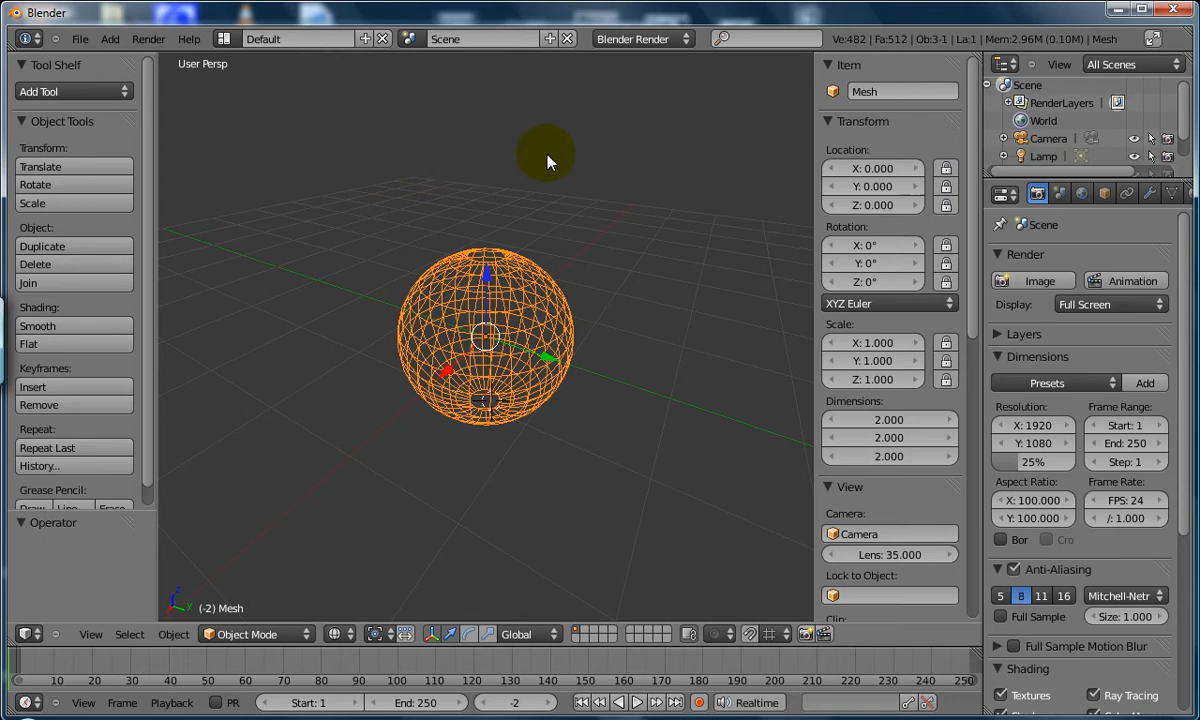 Blender
File Add Render Help Default Scene Blender Render Ve:482 | Fa:512 | Ob:3-1 | La:1 | Mem:2.96M (0.10M) | Mesh
Tool Shelf
Add Tool
Object Tools
Transform:
Translate
Rotate
Scale
Object:
Duplicate
Delete
Join
Shading:
Smooth
Flat
Keyframes:
Insert
Remove
Repeat:
Repeat Last
History...
Grease Pencil:
Draw Line Erase
Operator
User Persp
(-2) Mesh
z
y
Item
Mesh
Transform
Location:
X: 0.000
Y: 0.000
Z: 0.000
Rotation:
X: 0°
Y: 0°
Z: 0°
XYZ Euler
Scale:
X: 1.000
Y: 1.000
Z: 1.000
Dimensions:
2.000
2.000
2.000
View
Camera:
Camera
Lens: 35.000
Lock to Object:
Clip:
View All Scenes
Scene
RenderLayers
World
Camera
Lamp
Scene
Render
Image Animation
Display: Full Screen
Layers
Dimensions
Presets Add
Resolution: Frame Range:
X: 1920 Start: 1
Y: 1080 End: 250
25% Step: 1
Aspect Ratio: Frame Rate:
X: 100.000 FPS: 24
Y: 100.000 /: 1.000
Bor Cro
Anti-Aliasing
5 8 11 16 Mitchell-Netr
Full Sample Size: 1.000
Full Sample Motion Blur
Shading
Textures Ray Tracing
View Select Object Object Mode Global
10 20 30 40 50 60 70 80 90 100 110 120 130 140 150 160 170 180 190 200 210 220 230 240 250
View Frame Playback PR Start: 1 End: 250 -2 Realtime